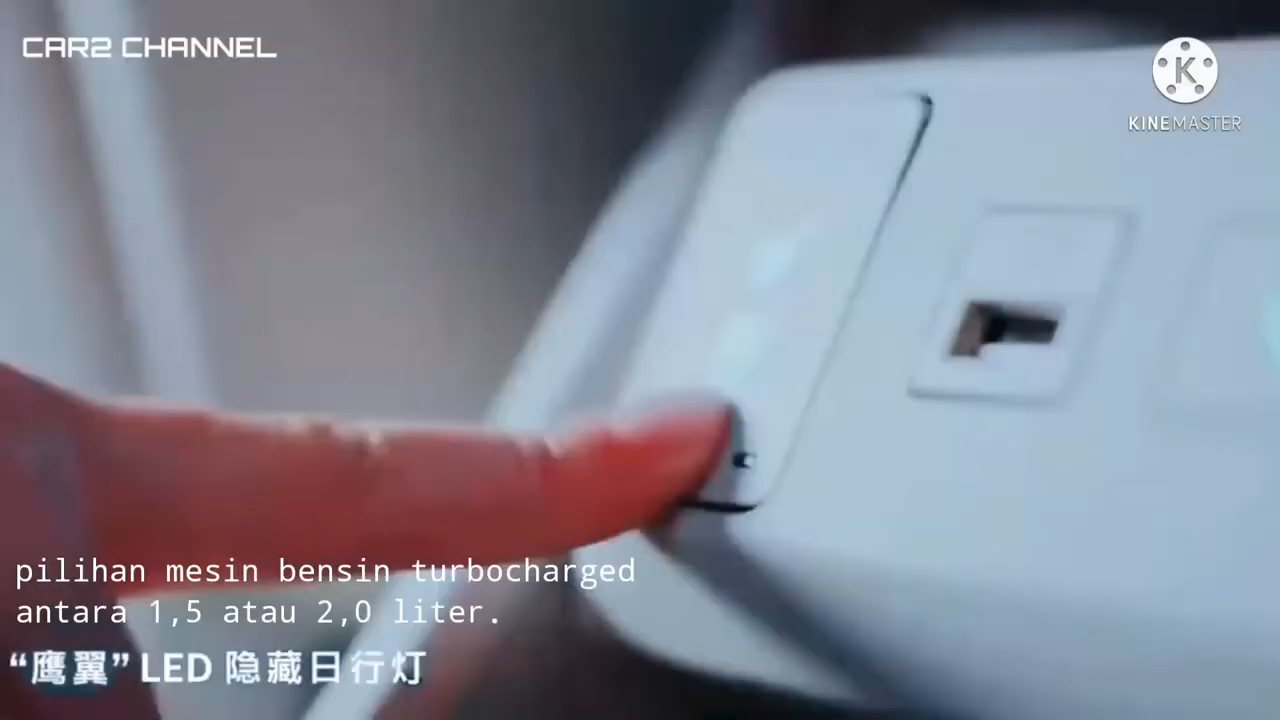 CAR2 CHANNEL
KINEMASTER
pilihan mesin bensin turbocharged
antara 1,5 atau 2,0 liter.
“鹰翼” LED 隐藏日行灯